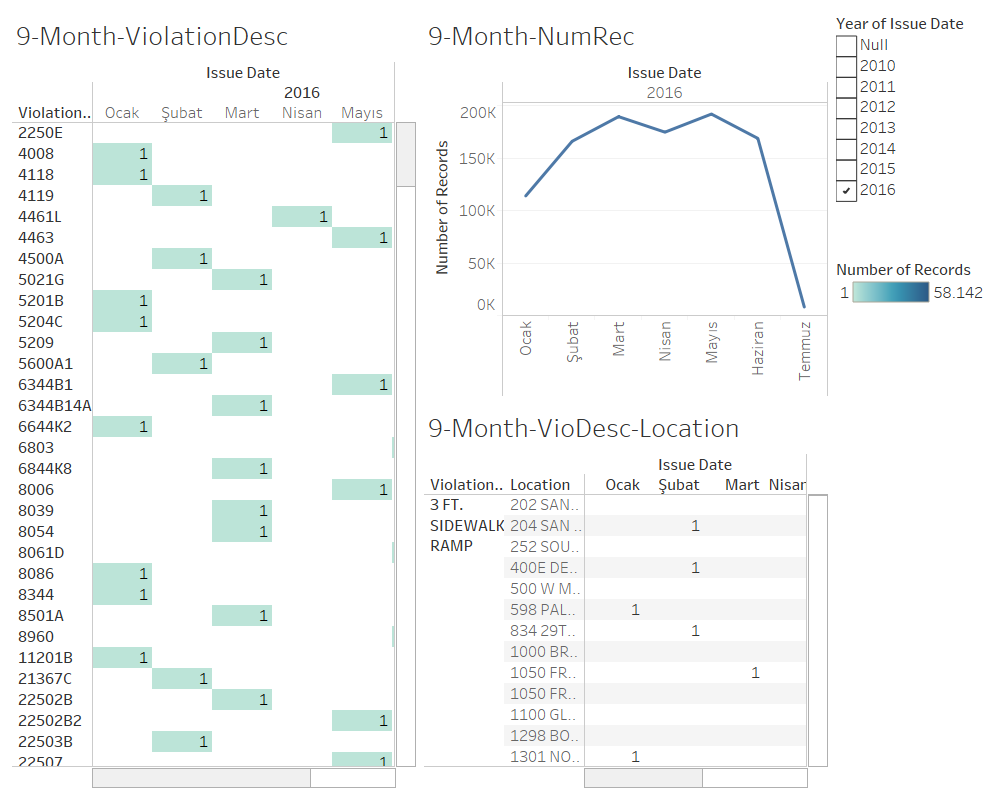 9-Month-ViolationDesc
Issue Date
2016
Violation.. Ocak Şubat Mart Nisan Mayıs
2250E 1
4008 1
4118 1
4119 1
4461L 1
4463 1
4500A 1
5021G 1
5201B 1
5204C 1
5209 1
5600A1 1
6344B1 1
6344B14A 1
6644K2 1
6803
6844K8 1
8006 1
8039 1
8054 1
8061D
8086 1
8344 1
8501A 1
8960
11201B 1
21367C 1
22502B 1
22502B2 1
22503B 1
22507 1
9-Month-NumRec
Issue Date
2016
200K
150K
100K
50K
0K
Number of Records
Ocak
Şubat
Mart
Nisan
Mayıs
Haziran
Temmuz
Year of Issue Date
Null
2010
2011
2012
2013
2014
2015
2016
Number of Records
1 58.142
9-Month-VioDesc-Location
Issue Date
Violation.. Location Ocak Şubat Mart Nisan
3 FT. 202 SAN..
SIDEWALK 204 SAN .. 1
RAMP 252 SOU..
400E DE.. 1
500 W M..
598 PAL.. 1
834 29T.. 1
1000 BR..
1050 FR.. 1
1050 FR..
1100 GL..
1298 BO..
1301 NO.. 1